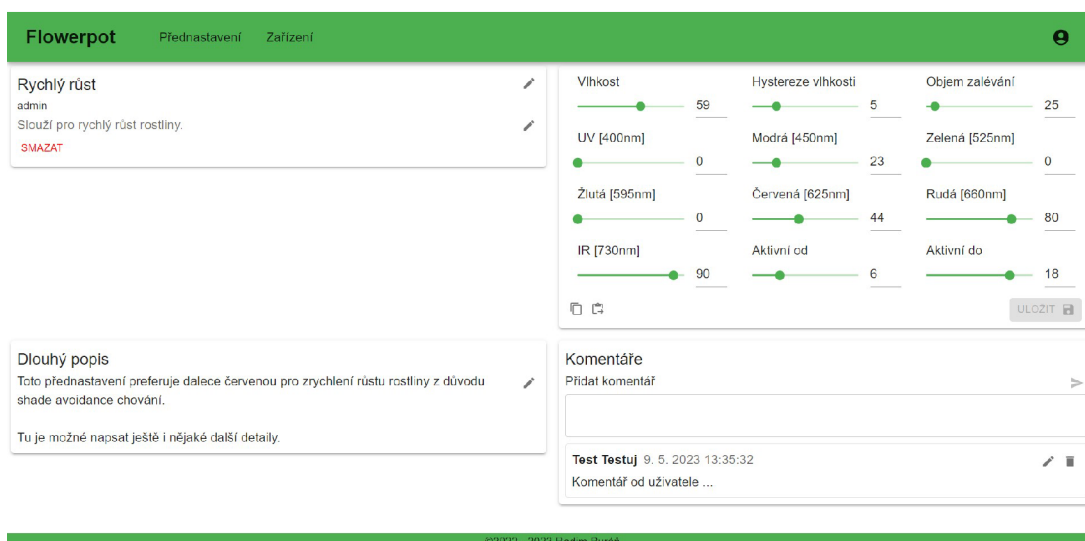 Flowerpot Přednastavení Zařízení
Rychlý růst
admin
Slouží pro rychlý růst rostliny.
SMAZAT
Vlhkost Hystereze vlhkosti Objem zalévání
59 5 25
UV [400nm] Modrá [450nm] Zelená [525nm]
0 23 0
Žlutá [595nm] Červená [625nm] Rudá [660nm]
0 44 80
IR [730nm] Aktivní od Aktivní do
90 6 18
ULOŽIT
Dlouhý popis
Toto přednastavení preferuje dalece červenou pro zrychlení růstu rostliny z důvodu
shade avoidance chování.
Tu je možné napsat ještě i nějaké další detaily.
Komentáře
Přidat komentář
Test Testuj 9. 5. 2023 13:35:32
Komentář od uživatele ...